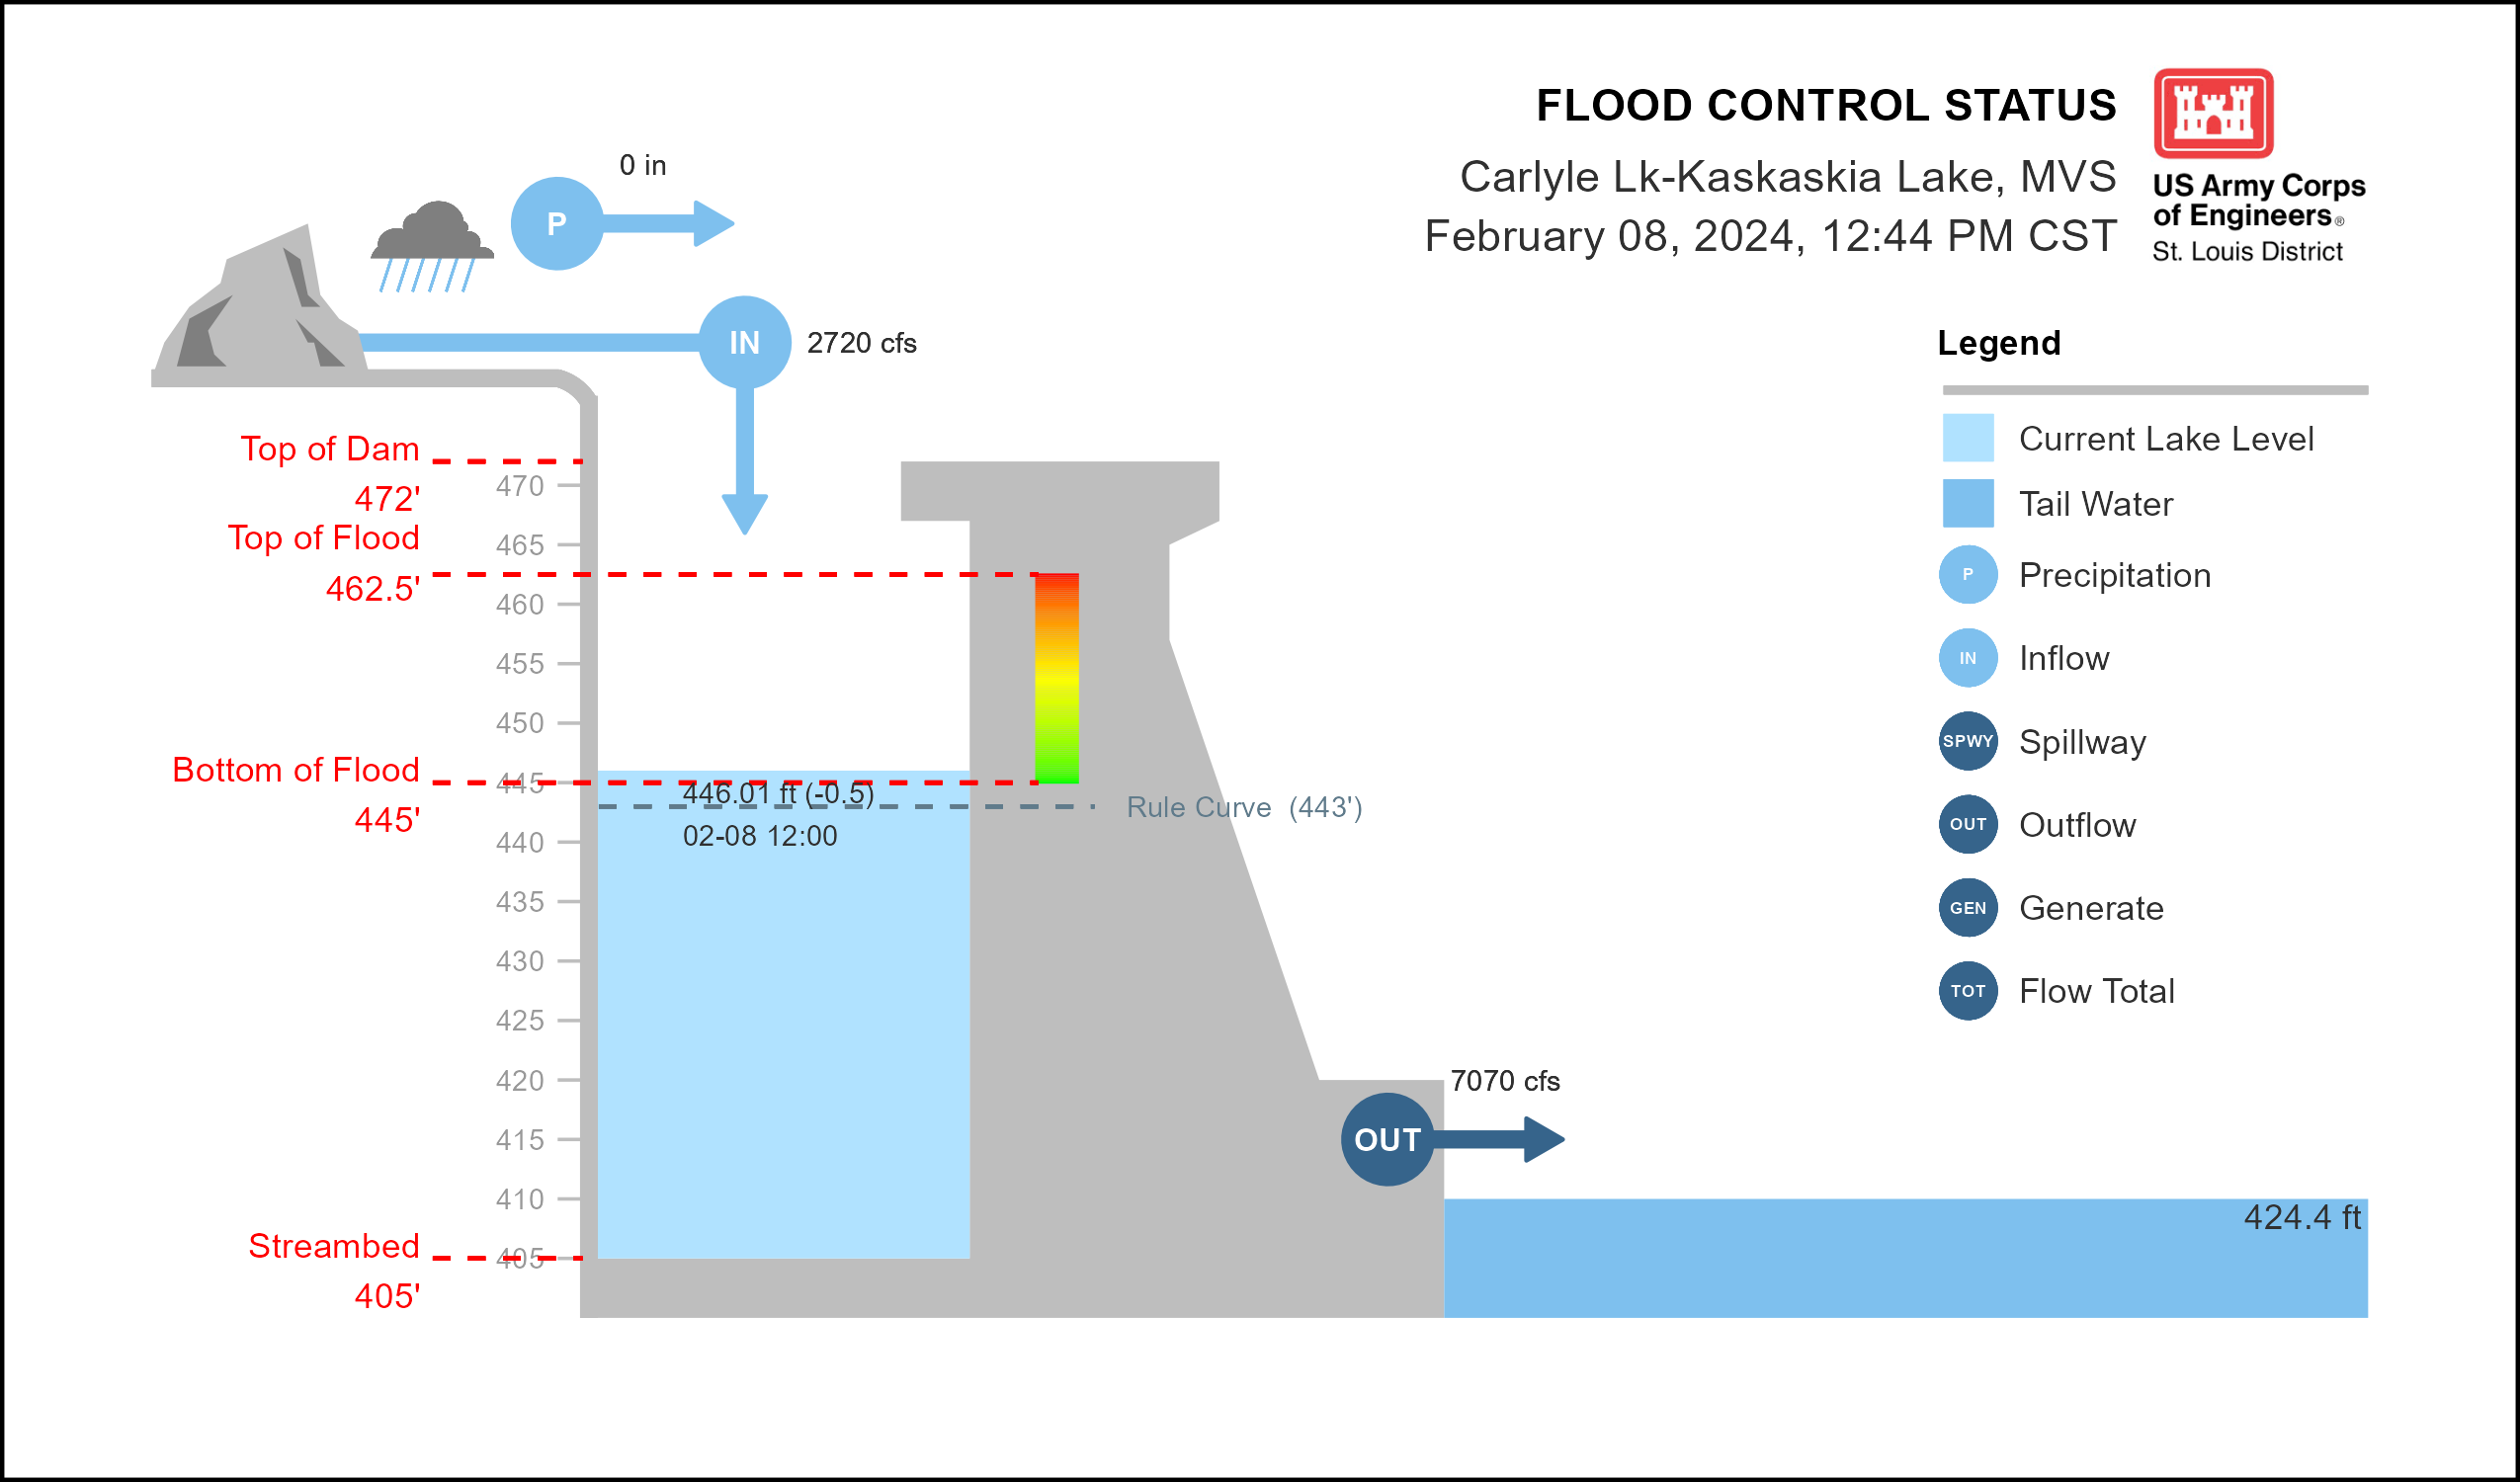 FLOOD CONTROL STATUS
Carlyle Lk-Kaskaskia Lake, MVS
February 08, 2024, 12:44 PM CST
US Army Corps
of Engineers®
St. Louis District
0 in
P
IN
2720 cfs
Legend
Current Lake Level
Tail Water
P Precipitation
IN Inflow
SPWY Spillway
OUT Outflow
GEN Generate
TOT Flow Total
Top of Dam
472'
Top of Flood
462.5'
Bottom of Flood
445'
Streambed
405'
470
465
460
455
450
445
440
435
430
425
420
415
410
405
446.01 ft (-0.5)
02-08 12:00
Rule Curve (443')
7070 cfs
OUT
424.4 ft